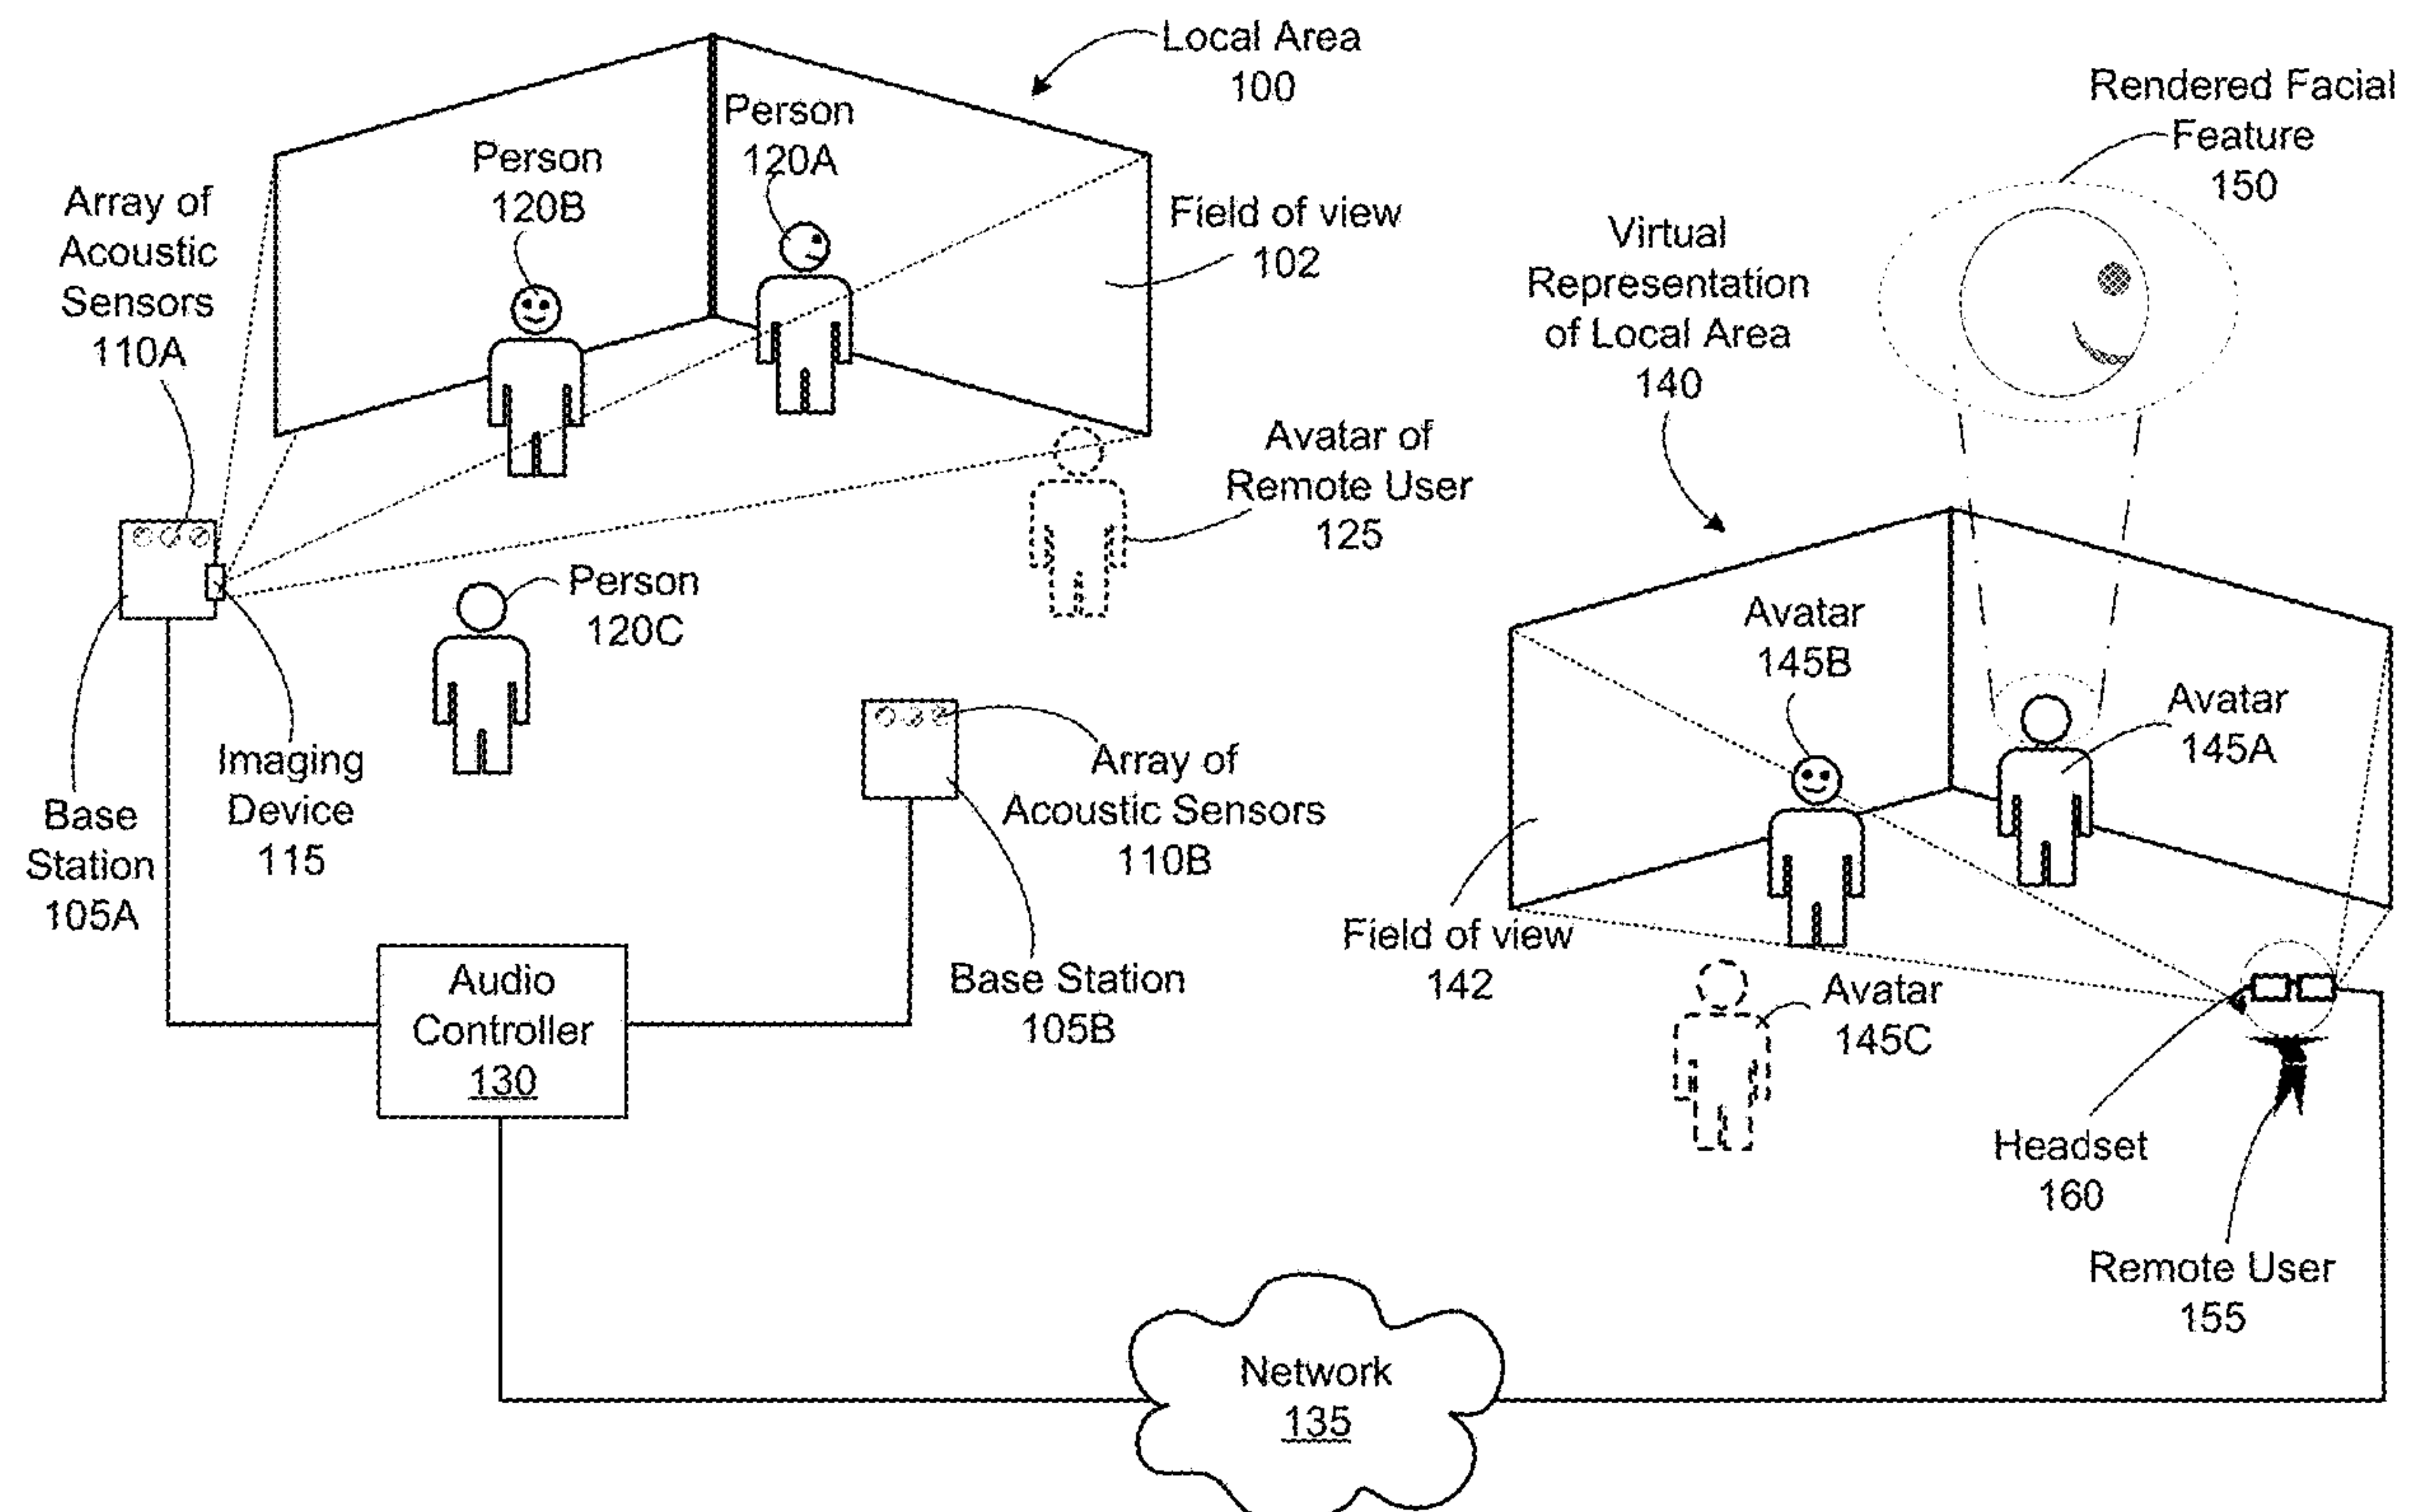 Local Area
100
Person
120A
Person
120B
Array of
Acoustic
Sensors
110A
Field of view
102
Rendered Facial
Feature
150
Virtual
Representation
of Local Area
140
Avatar of
Remote User
125
Person
120C
Imaging
Device
115
Base
Station
105A
Array of
Acoustic Sensors
110B
Base Station
105B
Audio
Controller
130
Avatar
145B
Avatar
145A
Field of view
142
Avatar
145C
Headset
160
Remote User
155
Network
135